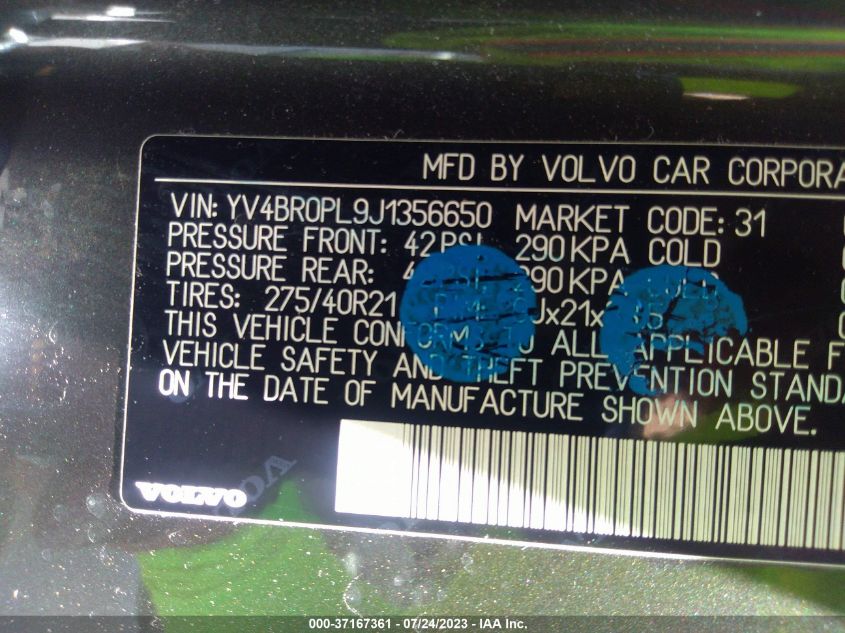 MFD BY VOLVO CAR CORPORA
VIN: YV4BR0PL9J1356650 MARKET CODE: 31
PRESSURE FRONT: 42 PSI 290 KPA COLD
PRESSURE REAR: 290 KPA COLD
TIRES: 275/40R21
THIS VEHICLE CONFORMS TO ALL APPLICABLE F
VEHICLE SAFETY AND THEFT PREVENTION STANDA
ON THE DATE OF MANUFACTURE SHOWN ABOVE.
VOLVO
000-37167361 - 07/24/2023 - IAA Inc.